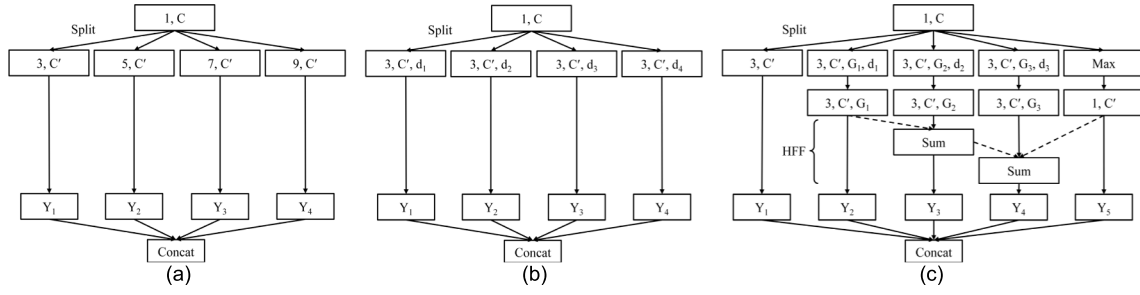 1, C
Split
3, C′ 5, C′ 7, C′ 9, C′
Y₁ Y₂ Y₃ Y₄
Concat
(a)
1, C
Split
3, C′, d₁ 3, C′, d₂ 3, C′, d₃ 3, C′, d₄
Y₁ Y₂ Y₃ Y₄
Concat
(b)
1, C
Split
3, C′ 3, C′, G₁, d₁ 3, C′, G₂, d₂ 3, C′, G₃, d₃ Max
3, C′, G₁ 3, C′, G₂ 3, C′, G₃ 1, C′
HFF
Sum
Sum
Y₁ Y₂ Y₃ Y₄ Y₅
Concat
(c)